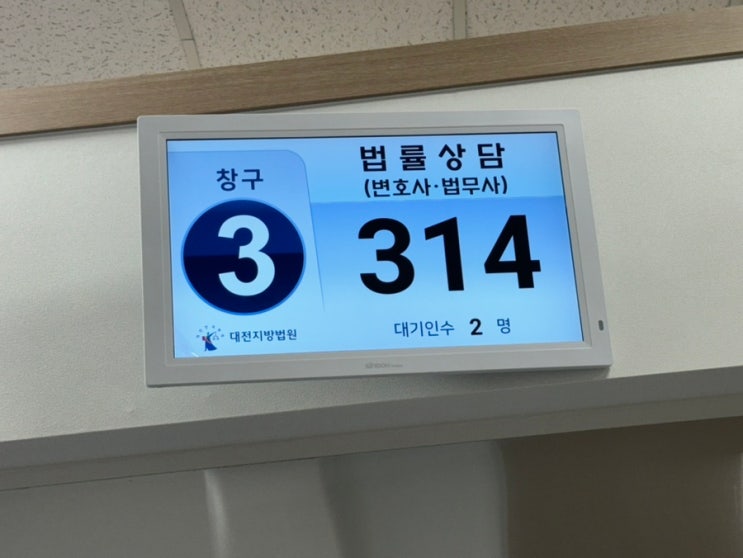 창구
3
대전지방법원
법률상담
(변호사·법무사)
314
대기인수 2 명